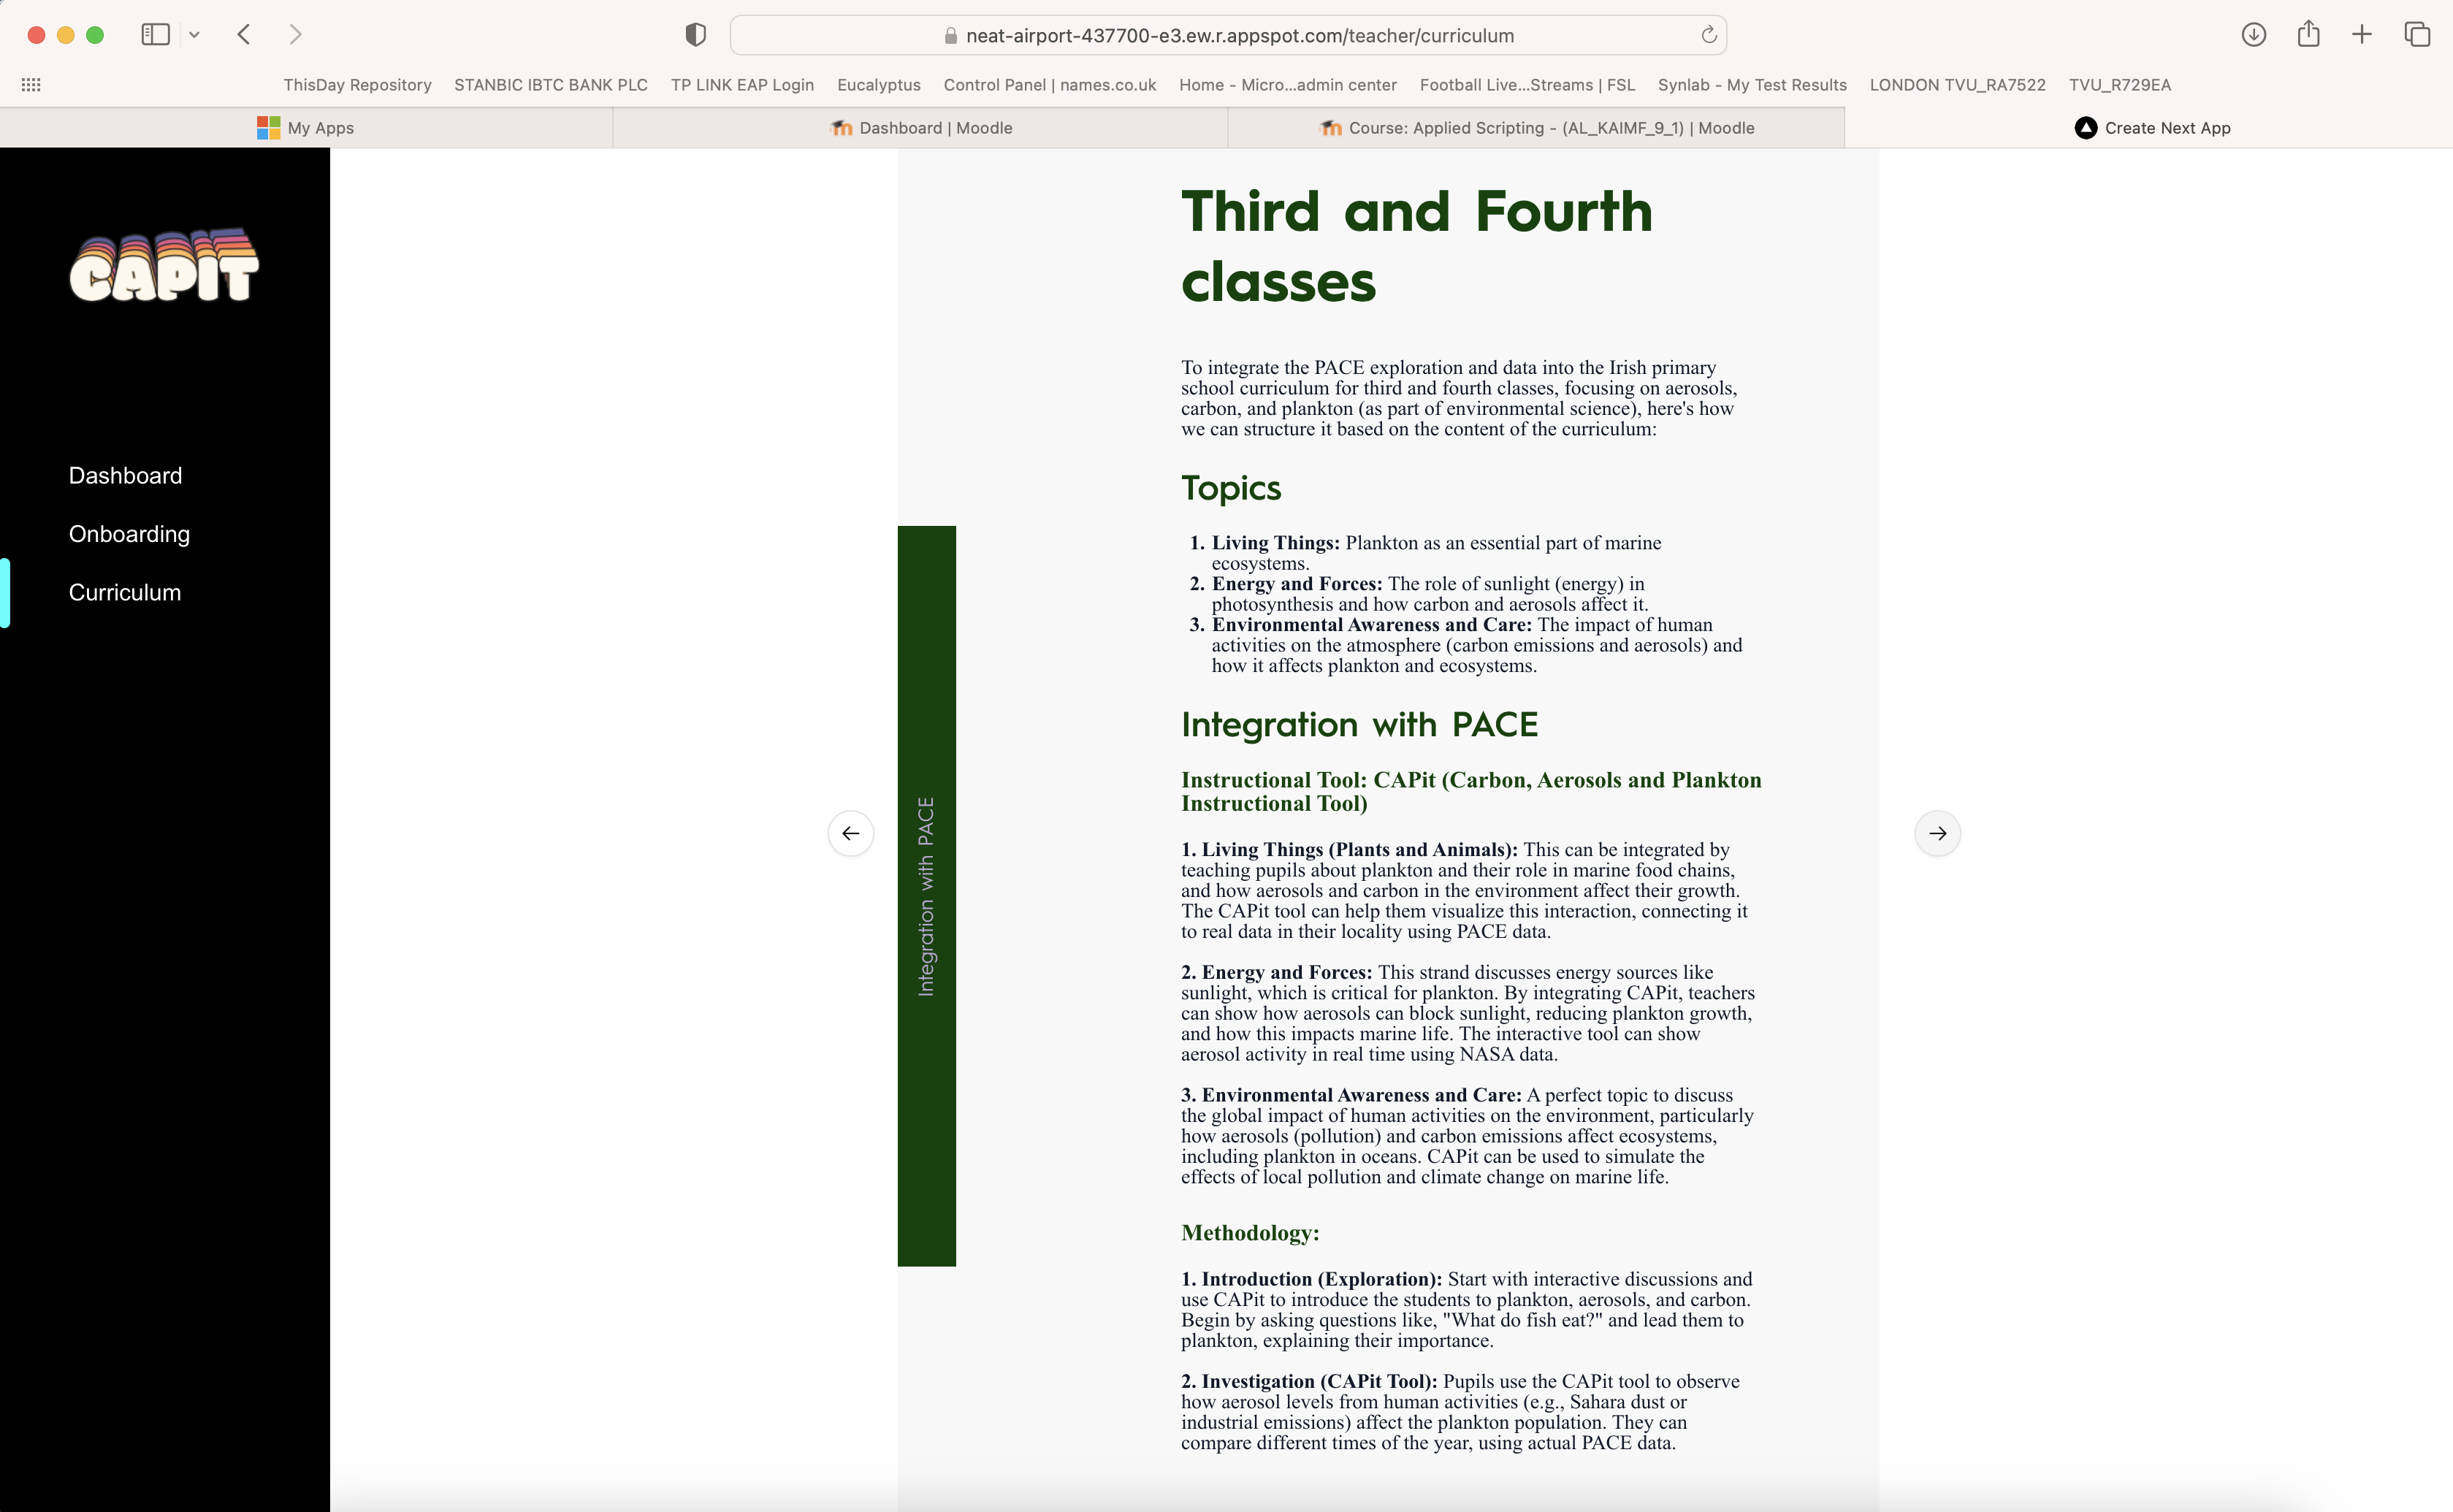 neat-airport-437700-e3.ew.r.appspot.com/teacher/curriculum
ThisDay Repository STANBIC IBTC BANK PLC TP LINK EAP Login Eucalyptus Control Panel | names.co.uk Home - Micro...admin center Football Live...Streams | FSL Synlab - My Test Results LONDON TVU_RA7522 TVU_R729EA
My Apps Dashboard | Moodle Course: Applied Scripting - (AL_KAIMF_9_1) | Moodle Create Next App
CAPIT
Dashboard
Onboarding
Curriculum
Integration with PACE
Third and Fourth
classes
To integrate the PACE exploration and data into the Irish primary
school curriculum for third and fourth classes, focusing on aerosols,
carbon, and plankton (as part of environmental science), here's how
we can structure it based on the content of the curriculum:
Topics
1. Living Things: Plankton as an essential part of marine
ecosystems.
2. Energy and Forces: The role of sunlight (energy) in
photosynthesis and how carbon and aerosols affect it.
3. Environmental Awareness and Care: The impact of human
activities on the atmosphere (carbon emissions and aerosols) and
how it affects plankton and ecosystems.
Integration with PACE
Instructional Tool: CAPit (Carbon, Aerosols and Plankton
Instructional Tool)
1. Living Things (Plants and Animals): This can be integrated by
teaching pupils about plankton and their role in marine food chains,
and how aerosols and carbon in the environment affect their growth.
The CAPit tool can help them visualize this interaction, connecting it
to real data in their locality using PACE data.
2. Energy and Forces: This strand discusses energy sources like
sunlight, which is critical for plankton. By integrating CAPit, teachers
can show how aerosols can block sunlight, reducing plankton growth,
and how this impacts marine life. The interactive tool can show
aerosol activity in real time using NASA data.
3. Environmental Awareness and Care: A perfect topic to discuss
the global impact of human activities on the environment, particularly
how aerosols (pollution) and carbon emissions affect ecosystems,
including plankton in oceans. CAPit can be used to simulate the
effects of local pollution and climate change on marine life.
Methodology:
1. Introduction (Exploration): Start with interactive discussions and
use CAPit to introduce the students to plankton, aerosols, and carbon.
Begin by asking questions like, "What do fish eat?" and lead them to
plankton, explaining their importance.
2. Investigation (CAPit Tool): Pupils use the CAPit tool to observe
how aerosol levels from human activities (e.g., Sahara dust or
industrial emissions) affect the plankton population. They can
compare different times of the year, using actual PACE data.